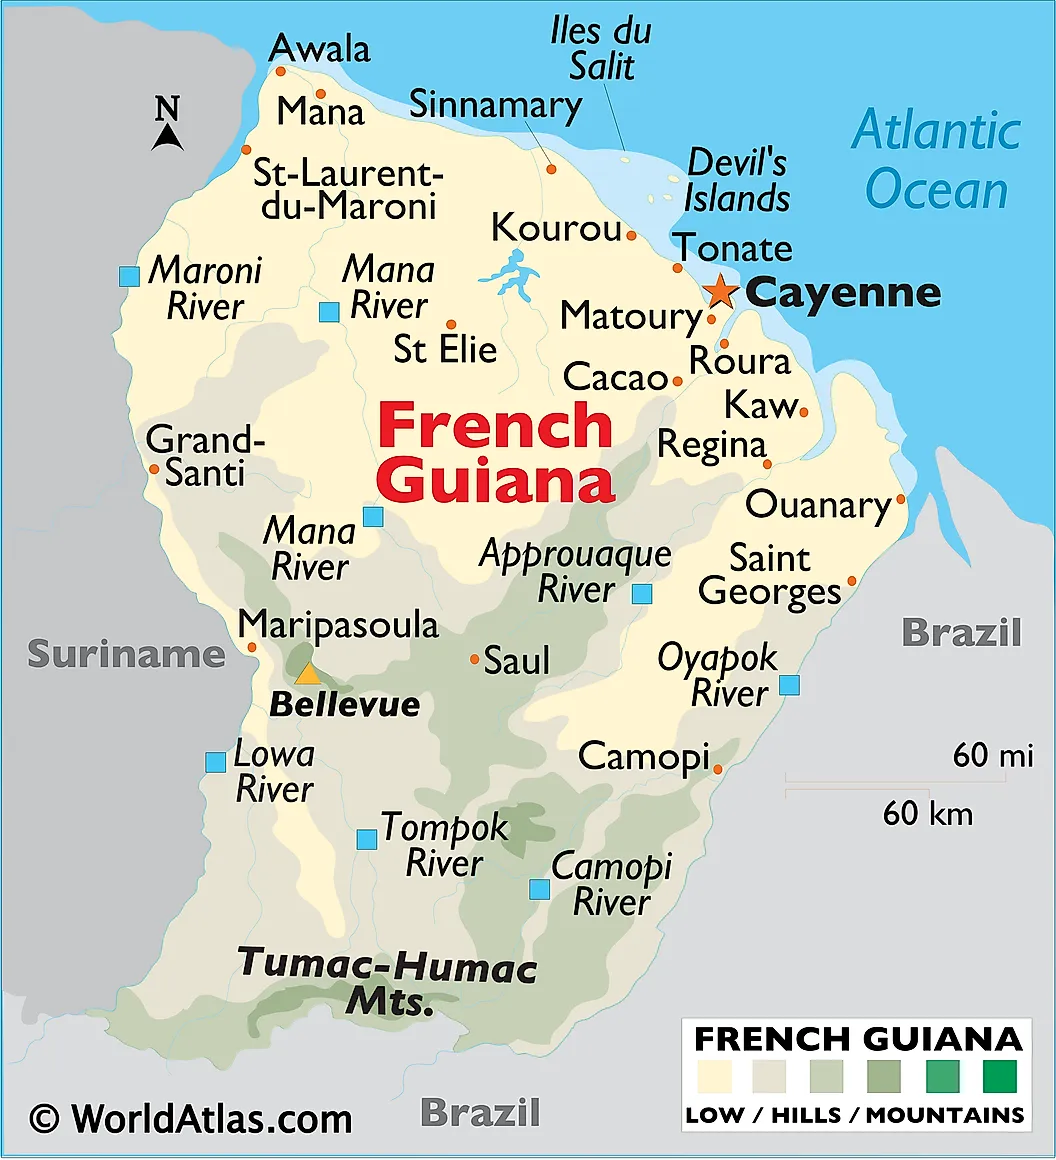 Iles du
Salit
Awala
Mana
Sinnamary
N
Atlantic
Ocean
St-Laurent-
du-Maroni
Devil's
Islands
Kourou
Tonate
Maroni
River
Mana
River
Cayenne
Matoury
St Elie
Roura
Cacao
Kaw
French
Guiana
Grand-
Santi
Regina
Ouanary
Mana
River
Approuaque
River
Saint
Georges
Maripasoula
Suriname
Brazil
Saul
Oyapok
River
Bellevue
Lowa
River
Camopi
60 mi
60 km
Tompok
River
Camopi
River
Tumac-Humac
Mts.
FRENCH GUIANA
LOW / HILLS / MOUNTAINS
© WorldAtlas.com
Brazil